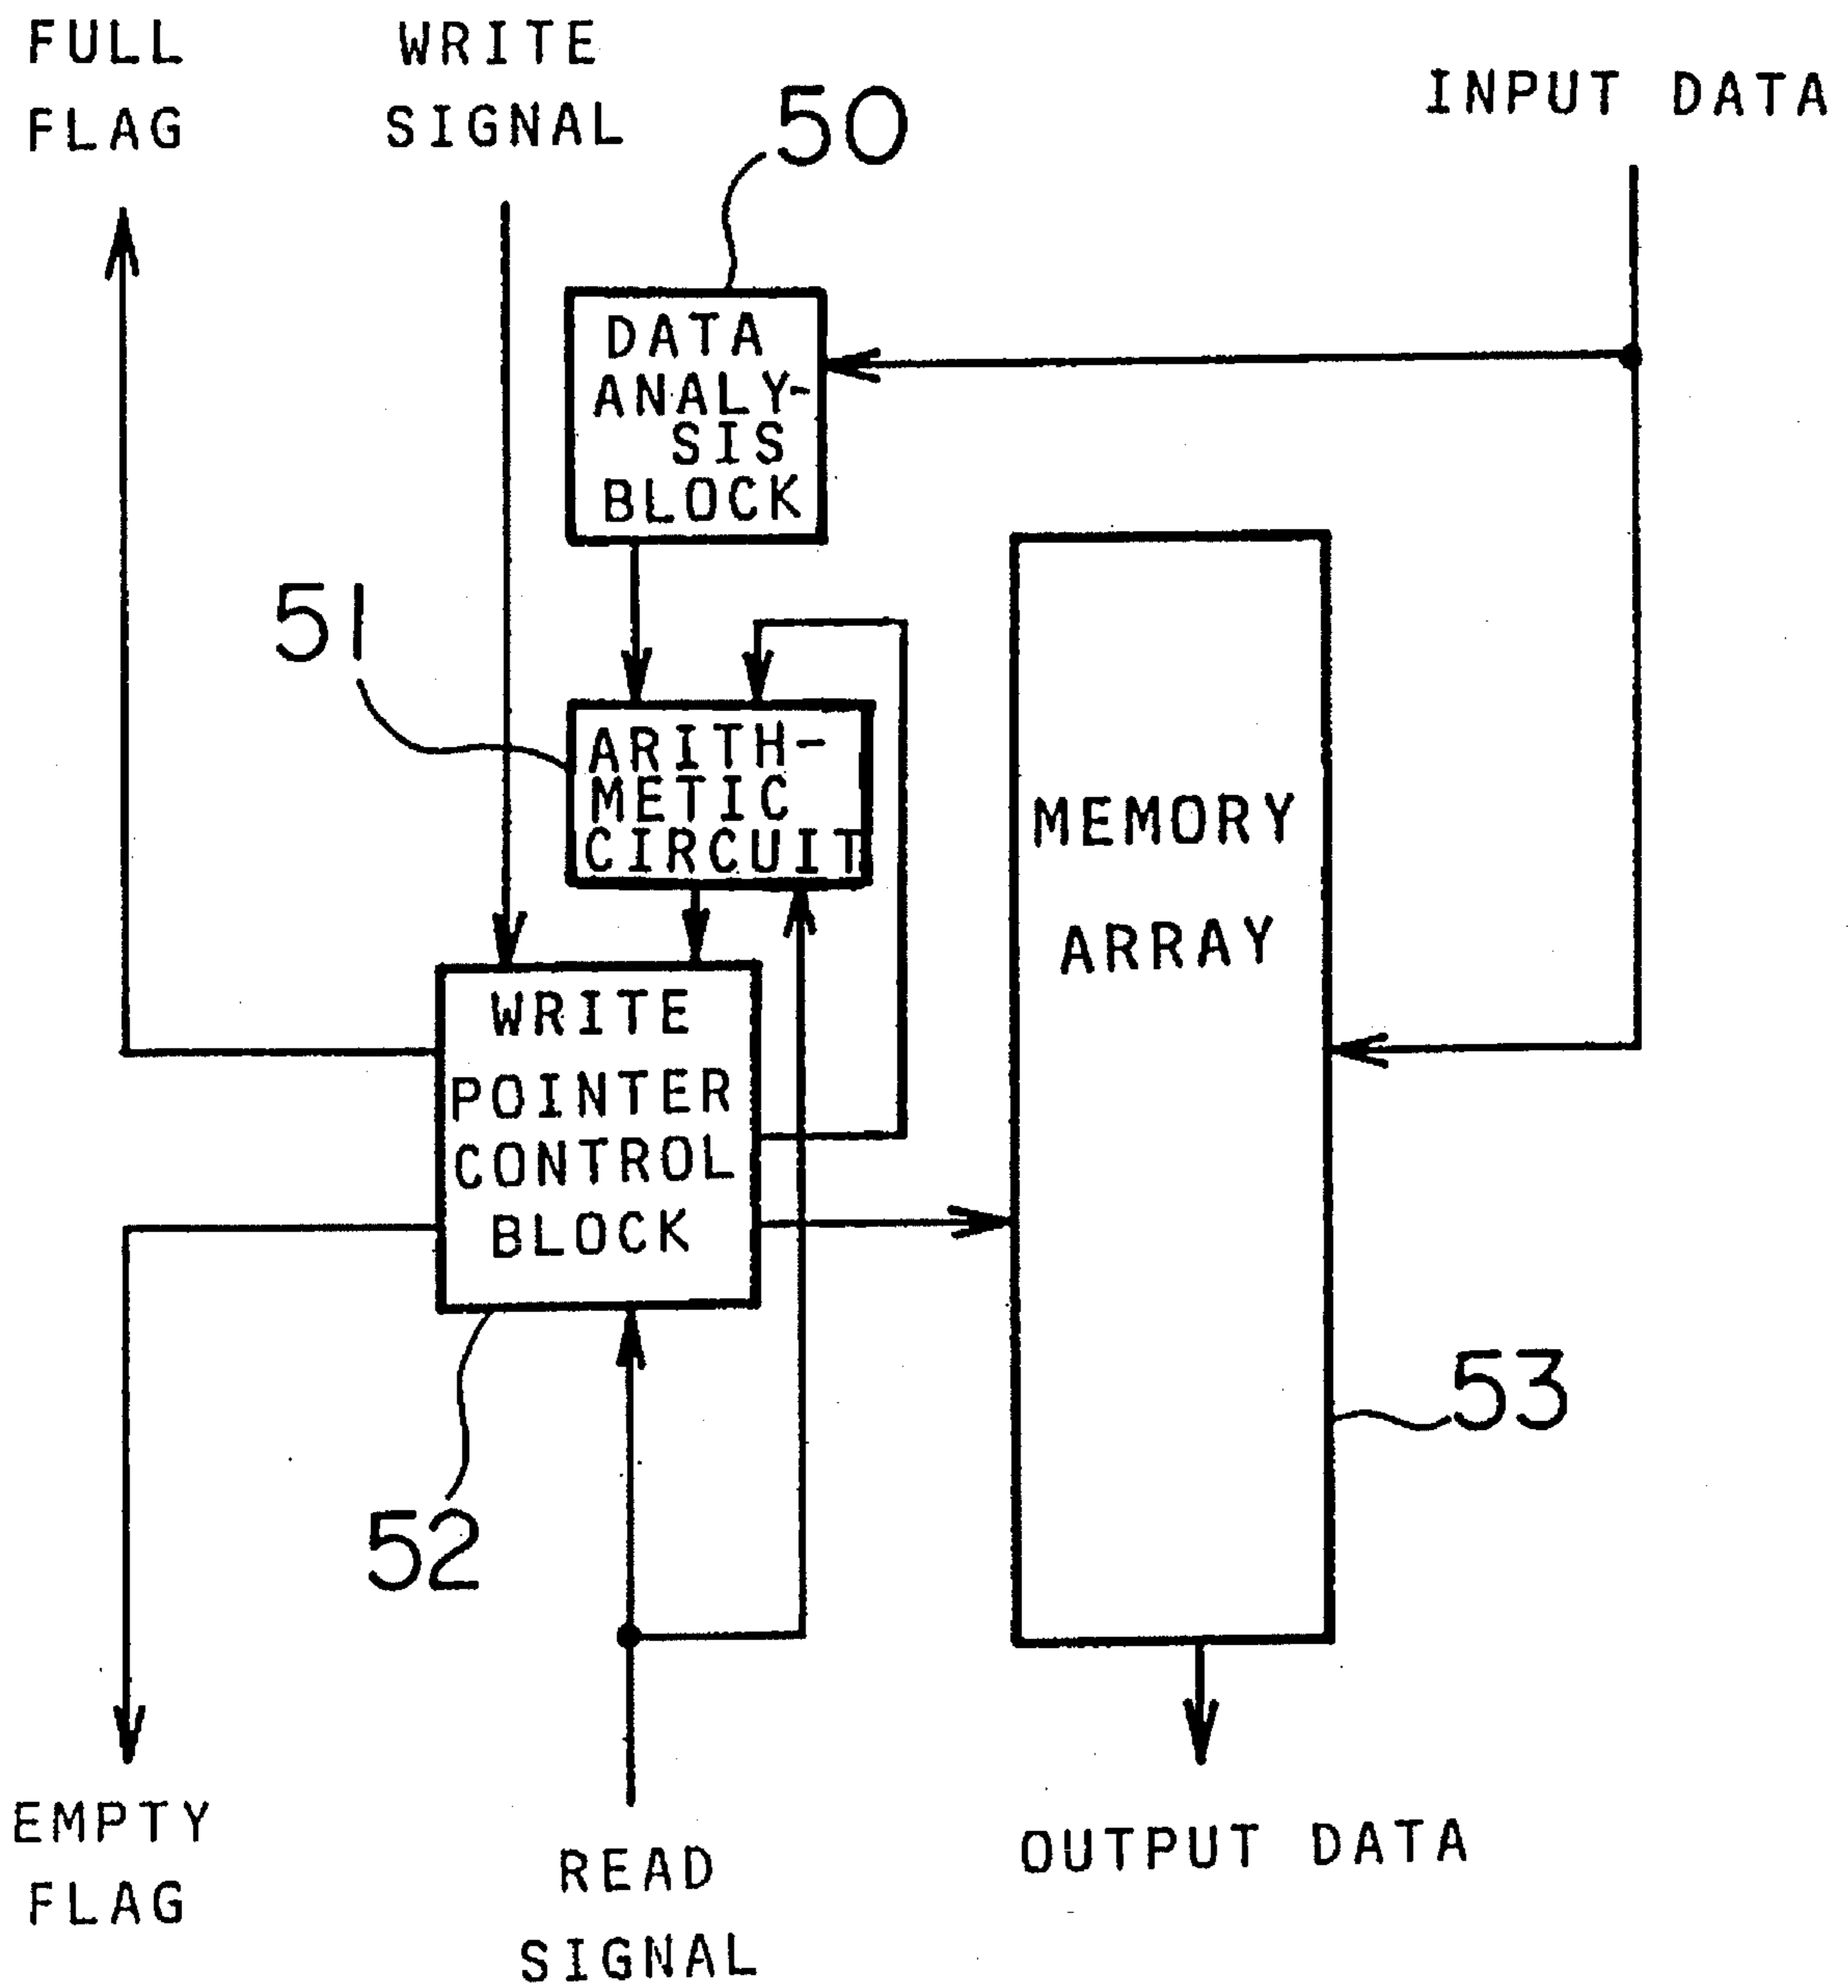 FULL
FLAG
WRITE
SIGNAL
50
INPUT DATA
DATA
ANALY-
SIS
BLOCK
51
ARITH-
METIC
CIRCUIT
MEMORY
ARRAY
WRITE
POINTER
CONTROL
BLOCK
53
52
EMPTY
FLAG
READ
SIGNAL
OUTPUT DATA